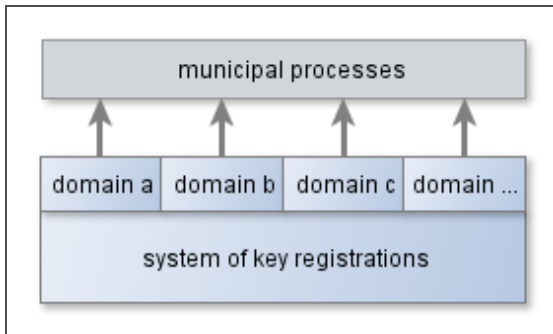 municipal processes
domain a domain b domain c domain ...
system of key registrations